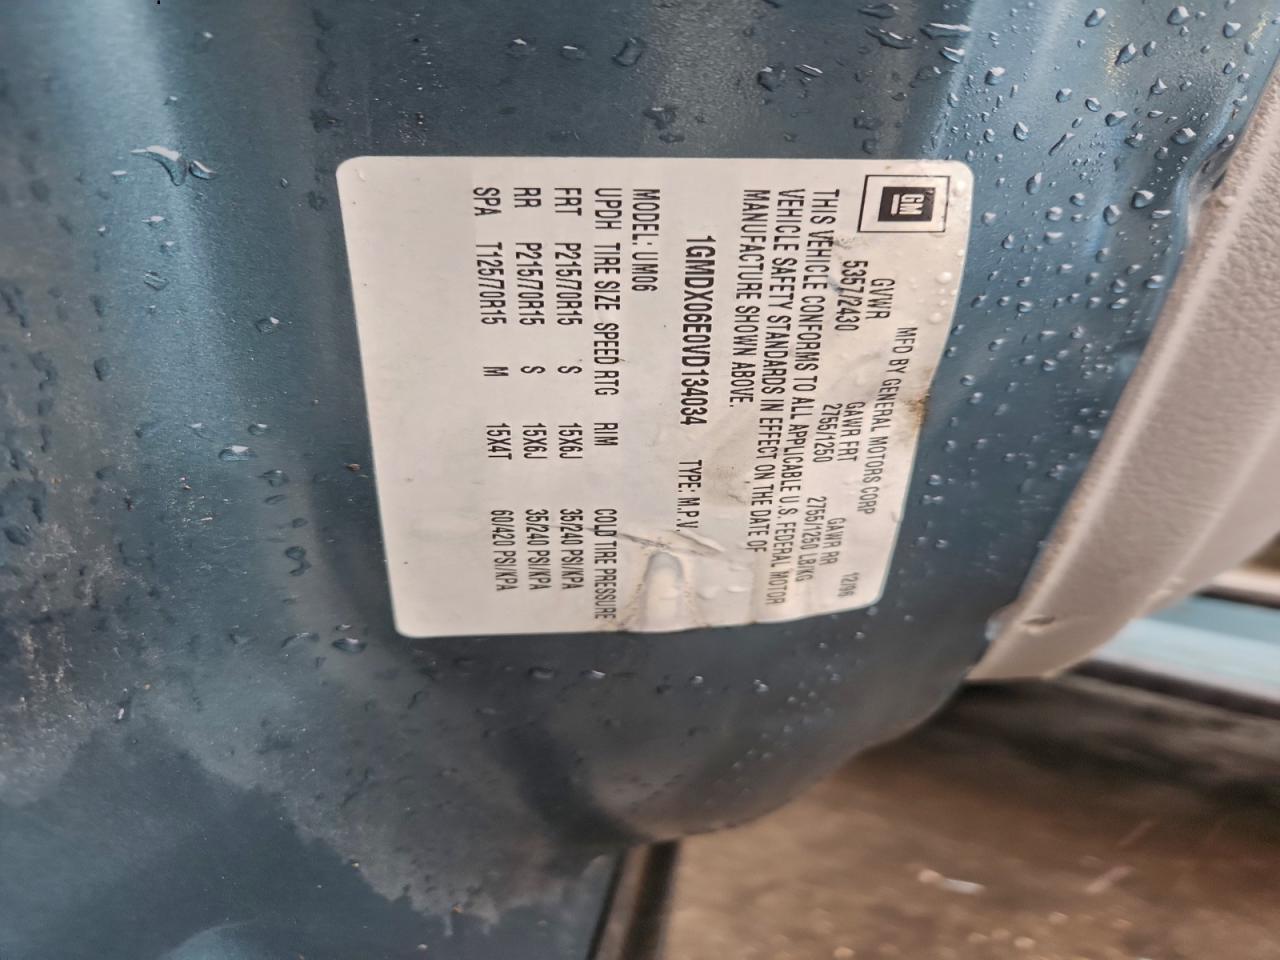 GM
MFD BY GENERAL MOTORS CORP 12/96
GVWR GAWR FRT GAWR RR
5357/2430 2755/1250 2755/1250 LB/KG
THIS VEHICLE CONFORMS TO ALL APPLICABLE U.S. FEDERAL MOTOR
VEHICLE SAFETY STANDARDS IN EFFECT ON THE DATE OF
MANUFACTURE SHOWN ABOVE.
1GMDX06E0VD134034 TYPE: M.P.V.
MODEL: UM06
UPDH TIRE SIZE SPEED RTG RIM COLD TIRE PRESSURE
FRT P215/70R15 S 15X6J 35/240 PSI/KPA
RR P215/70R15 S 15X6J 35/240 PSI/KPA
SPA T125/70R15 M 15X4T 60/420 PSI/KPA